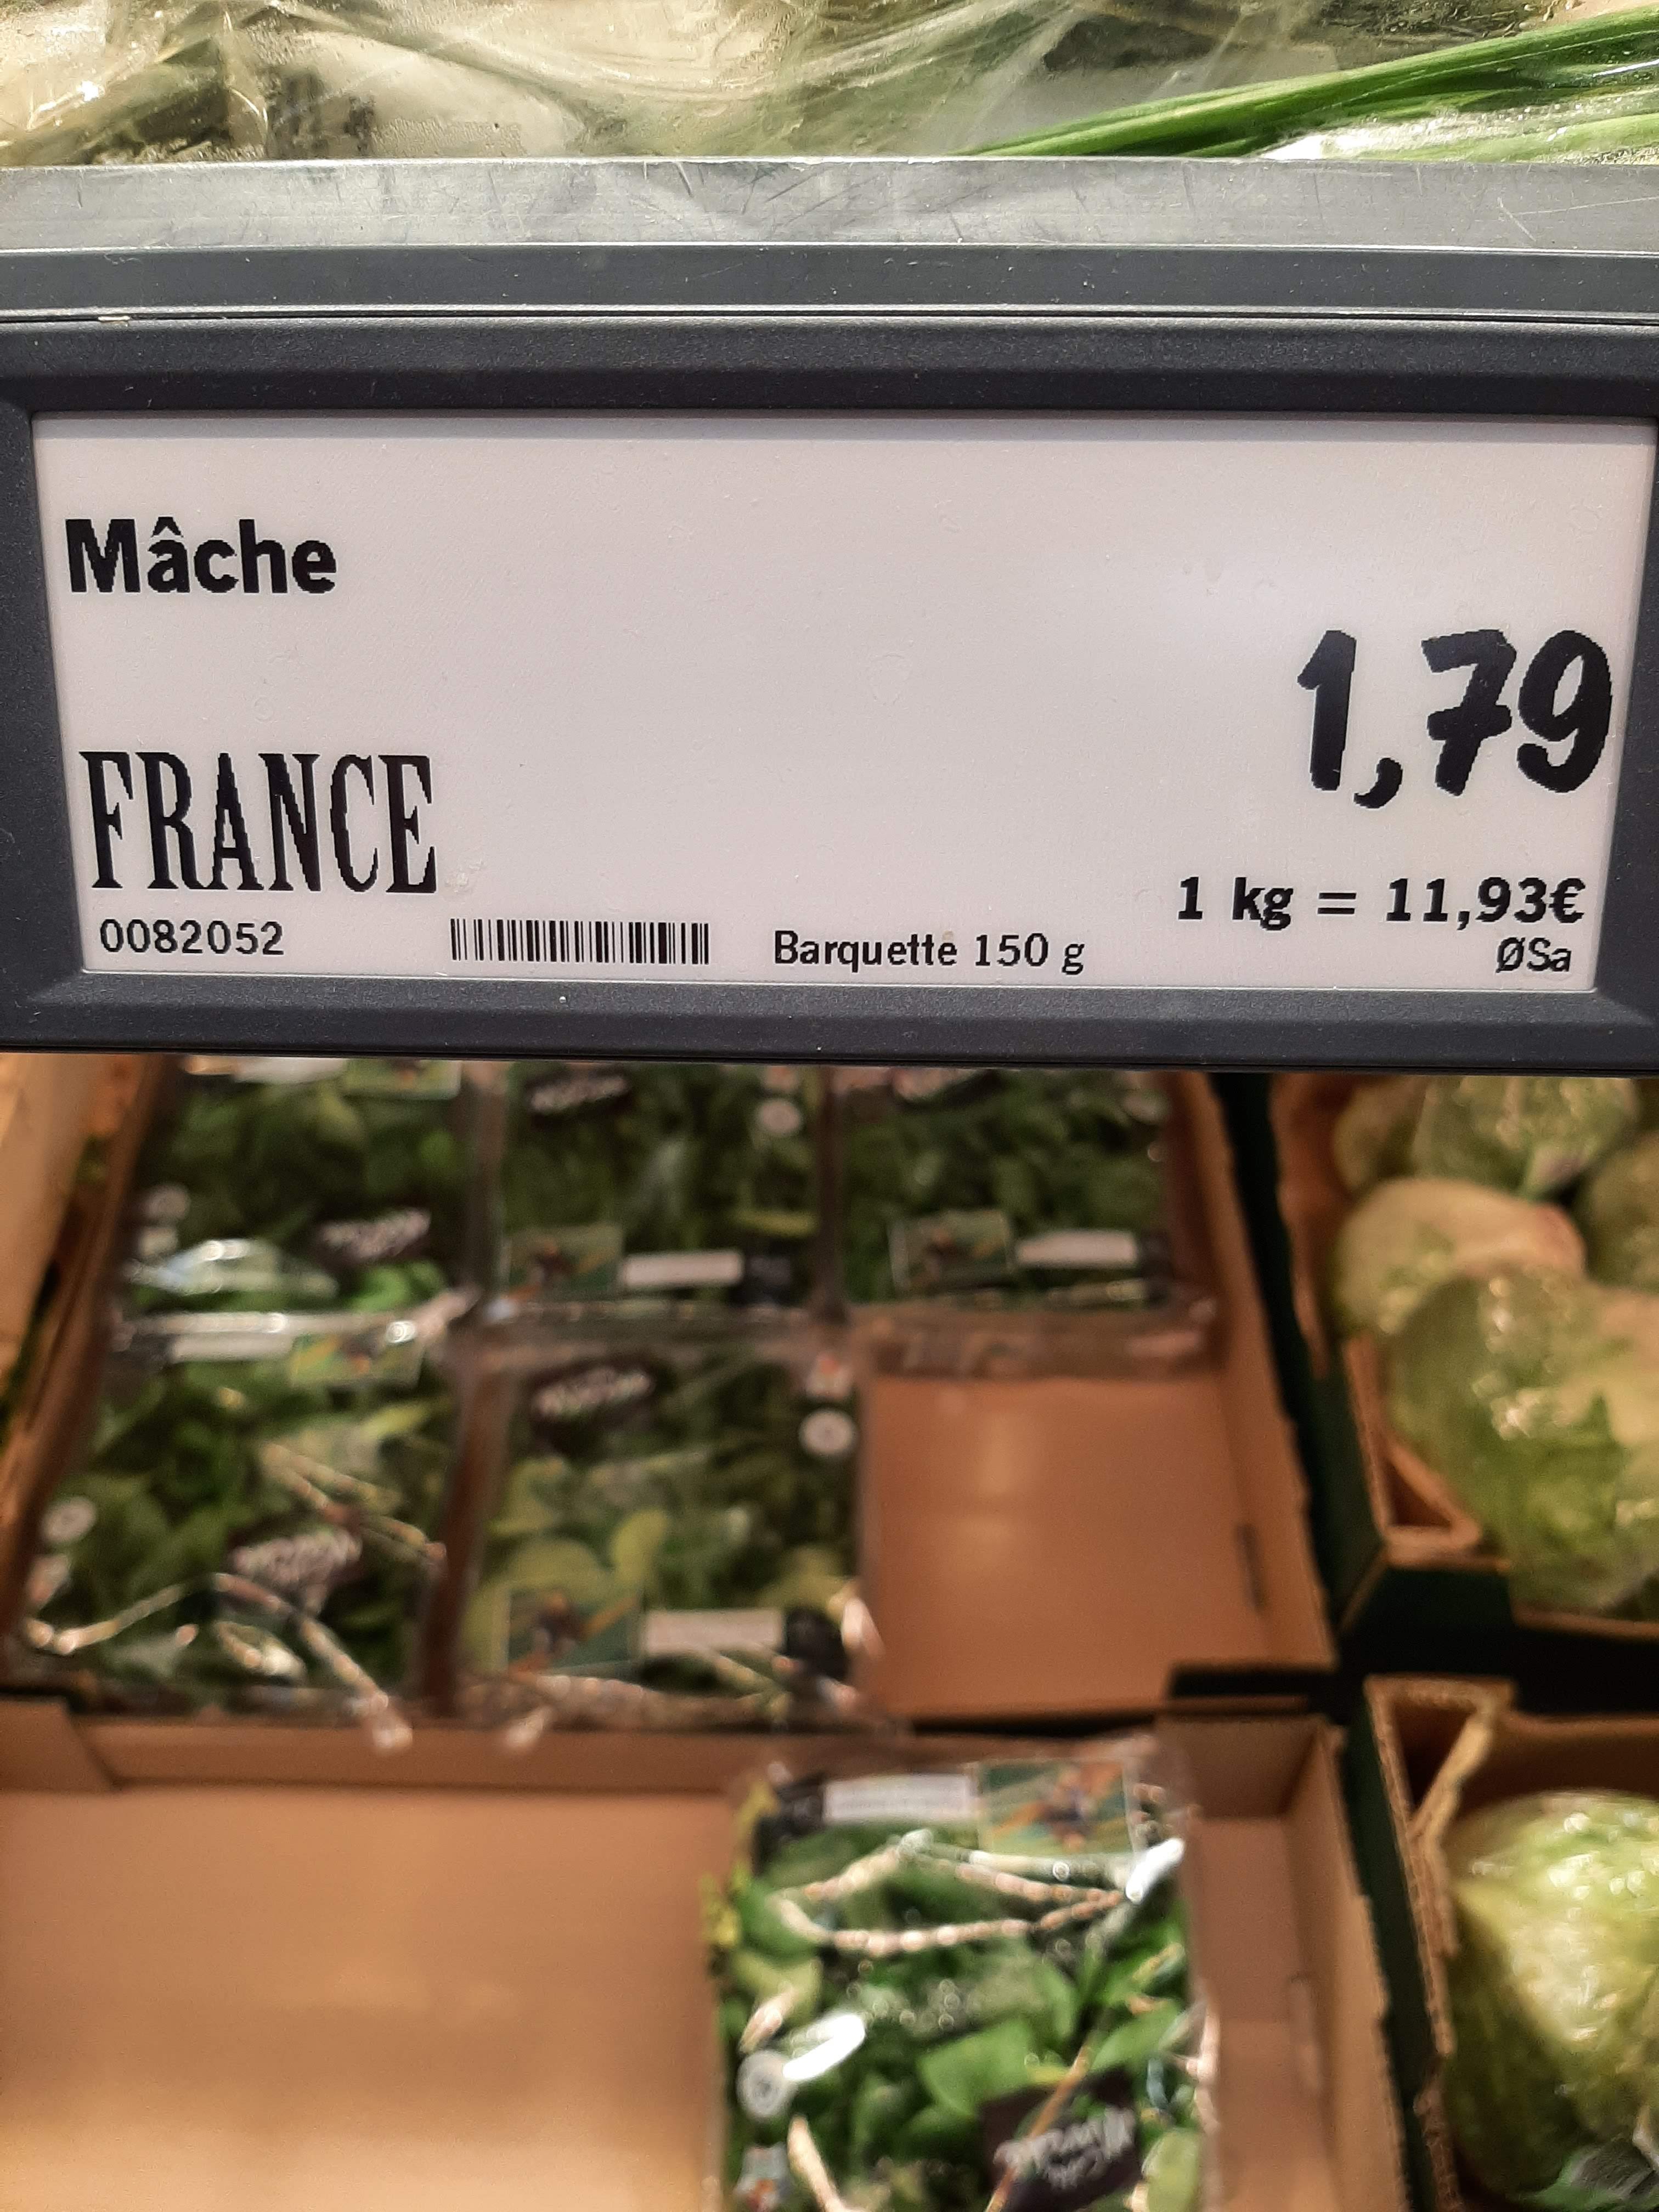 Mâche
1,79
FRANCE
1 kg = 11,93€
0082052
Barquette 150 g
ØSa